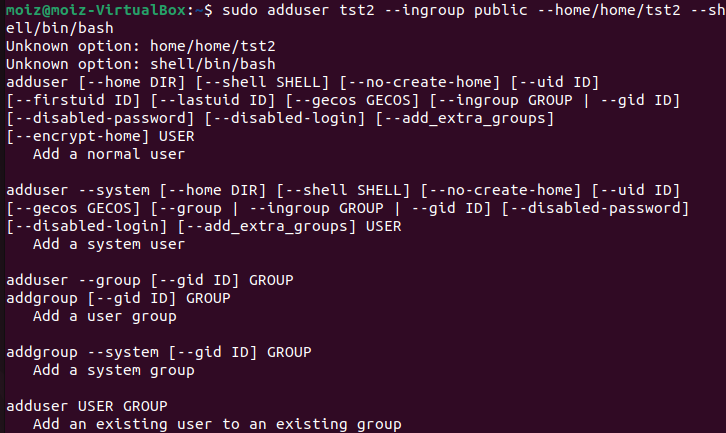 moiz@moiz-VirtualBox:~$ sudo adduser tst2 --ingroup public --home/home/tst2 --sh
ell/bin/bash
Unknown option: home/home/tst2
Unknown option: shell/bin/bash
adduser [--home DIR] [--shell SHELL] [--no-create-home] [--uid ID]
[--firstuid ID] [--lastuid ID] [--gecos GECOS] [--ingroup GROUP | --gid ID]
[--disabled-password] [--disabled-login] [--add_extra_groups]
[--encrypt-home] USER
   Add a normal user

adduser --system [--home DIR] [--shell SHELL] [--no-create-home] [--uid ID]
[--gecos GECOS] [--group | --ingroup GROUP | --gid ID] [--disabled-password]
[--disabled-login] [--add_extra_groups] USER
   Add a system user

adduser --group [--gid ID] GROUP
addgroup [--gid ID] GROUP
   Add a user group

addgroup --system [--gid ID] GROUP
   Add a system group

adduser USER GROUP
   Add an existing user to an existing group